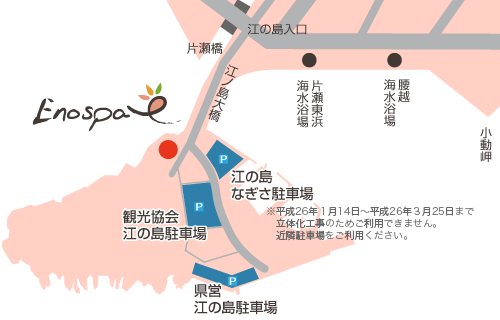 江の島入口
片瀬橋
江ノ島大橋
片瀬東浜
海水浴場
腰越
海水浴場
小動岬
Enospa
P
江の島
なぎさ駐車場
※平成26年1月14日～平成26年3月25日まで
立体化工事のためご利用できません。
近隣駐車場をご利用ください。
P
観光協会
江の島駐車場
P
県営
江の島駐車場